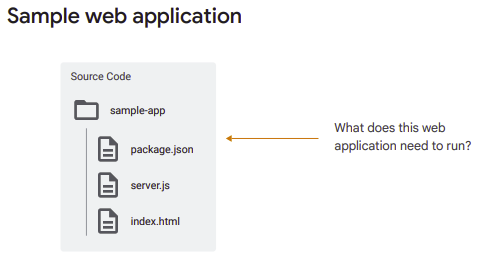 Sample web application
Source Code
sample-app
package.json
server.js
index.html
What does this web
application need to run?